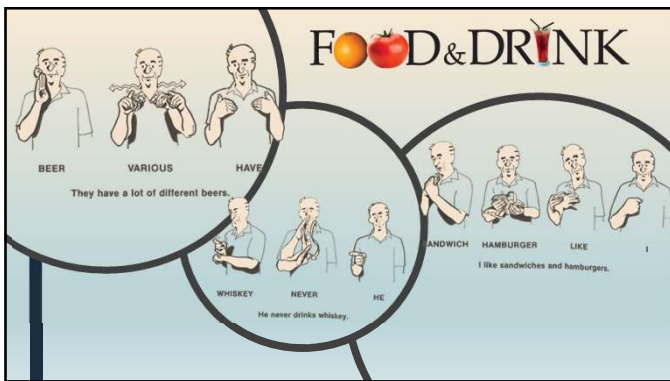 FOOD & DRINK
BEER VARIOUS HAVE
They have a lot of different beers.
WHISKEY NEVER HE
He never drinks whiskey.
SANDWICH HAMBURGER LIKE I
I like sandwiches and hamburgers.